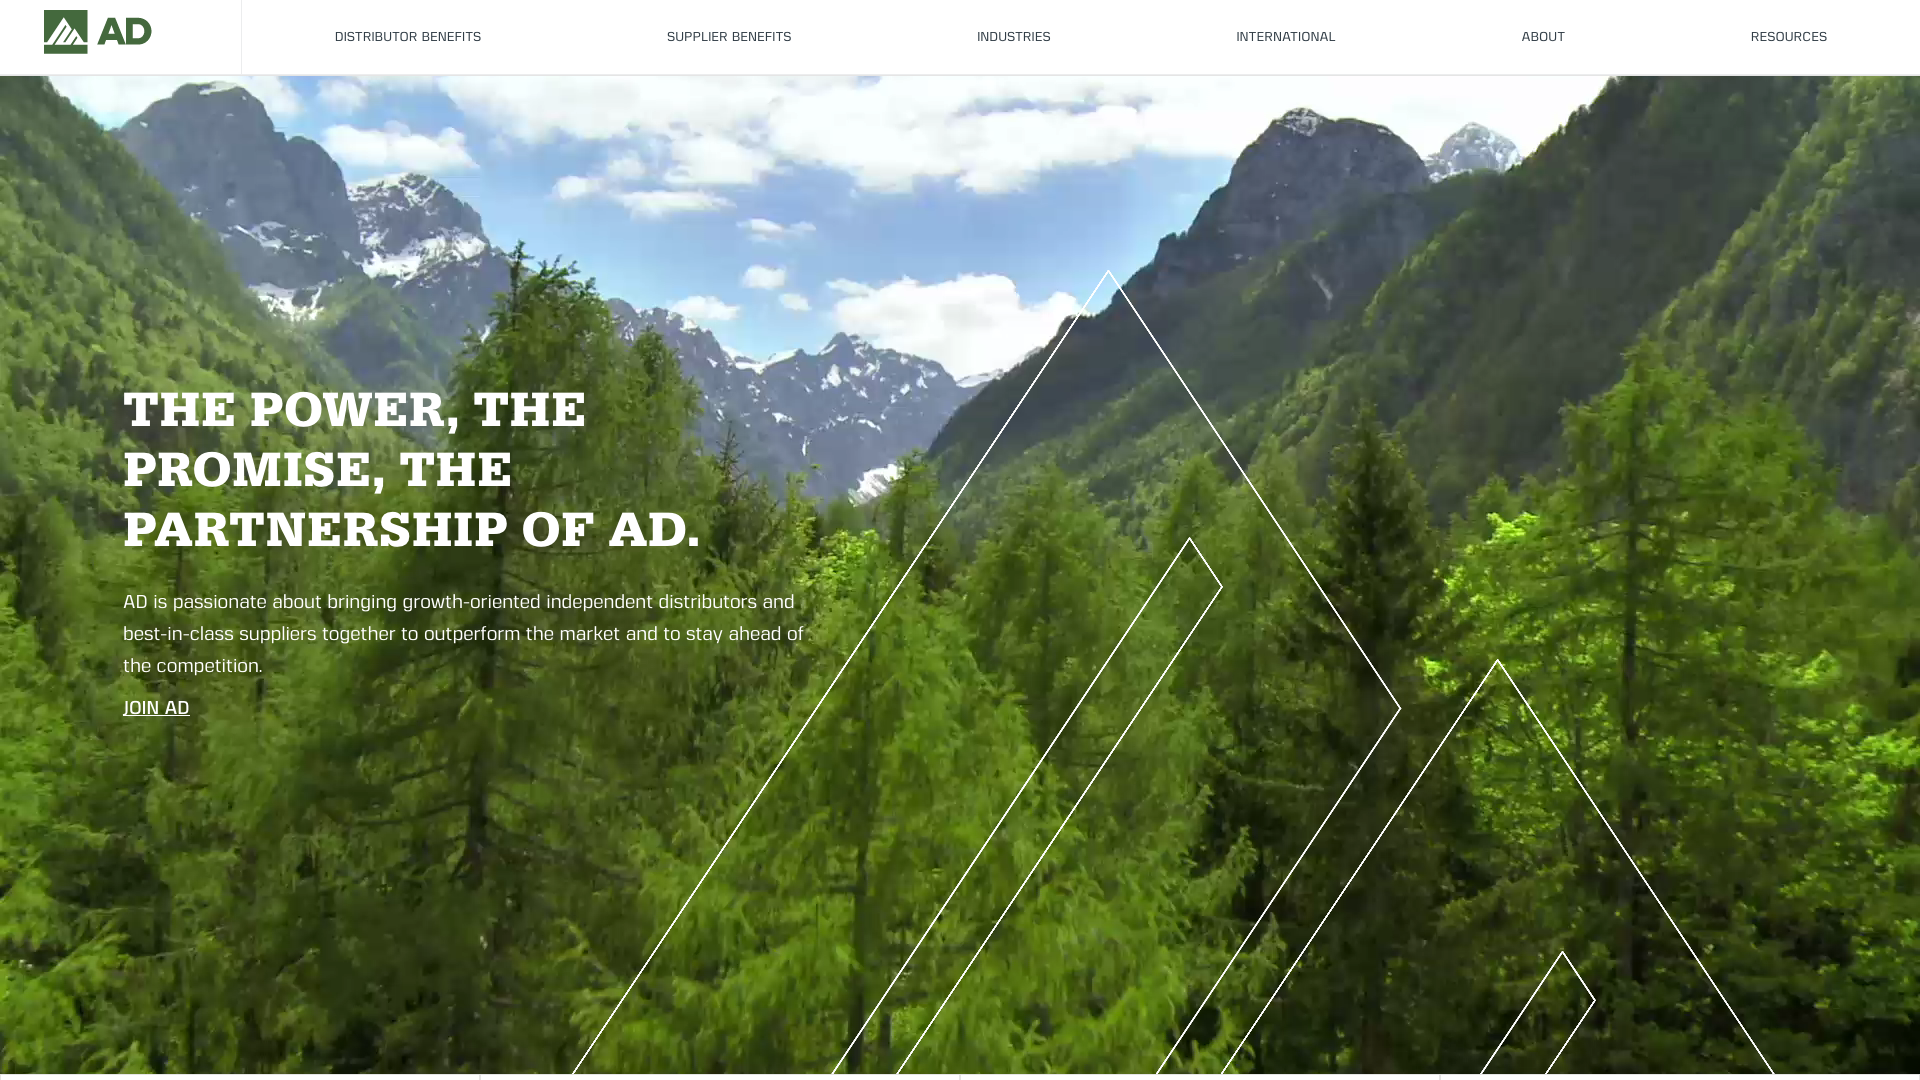 AD
DISTRIBUTOR BENEFITS
SUPPLIER BENEFITS
INDUSTRIES
INTERNATIONAL
ABOUT
RESOURCES
THE POWER, THE
PROMISE, THE
PARTNERSHIP OF AD.
AD is passionate about bringing growth-oriented independent distributors and
best-in-class suppliers together to outperform the market and to stay ahead of
the competition.
JOIN AD